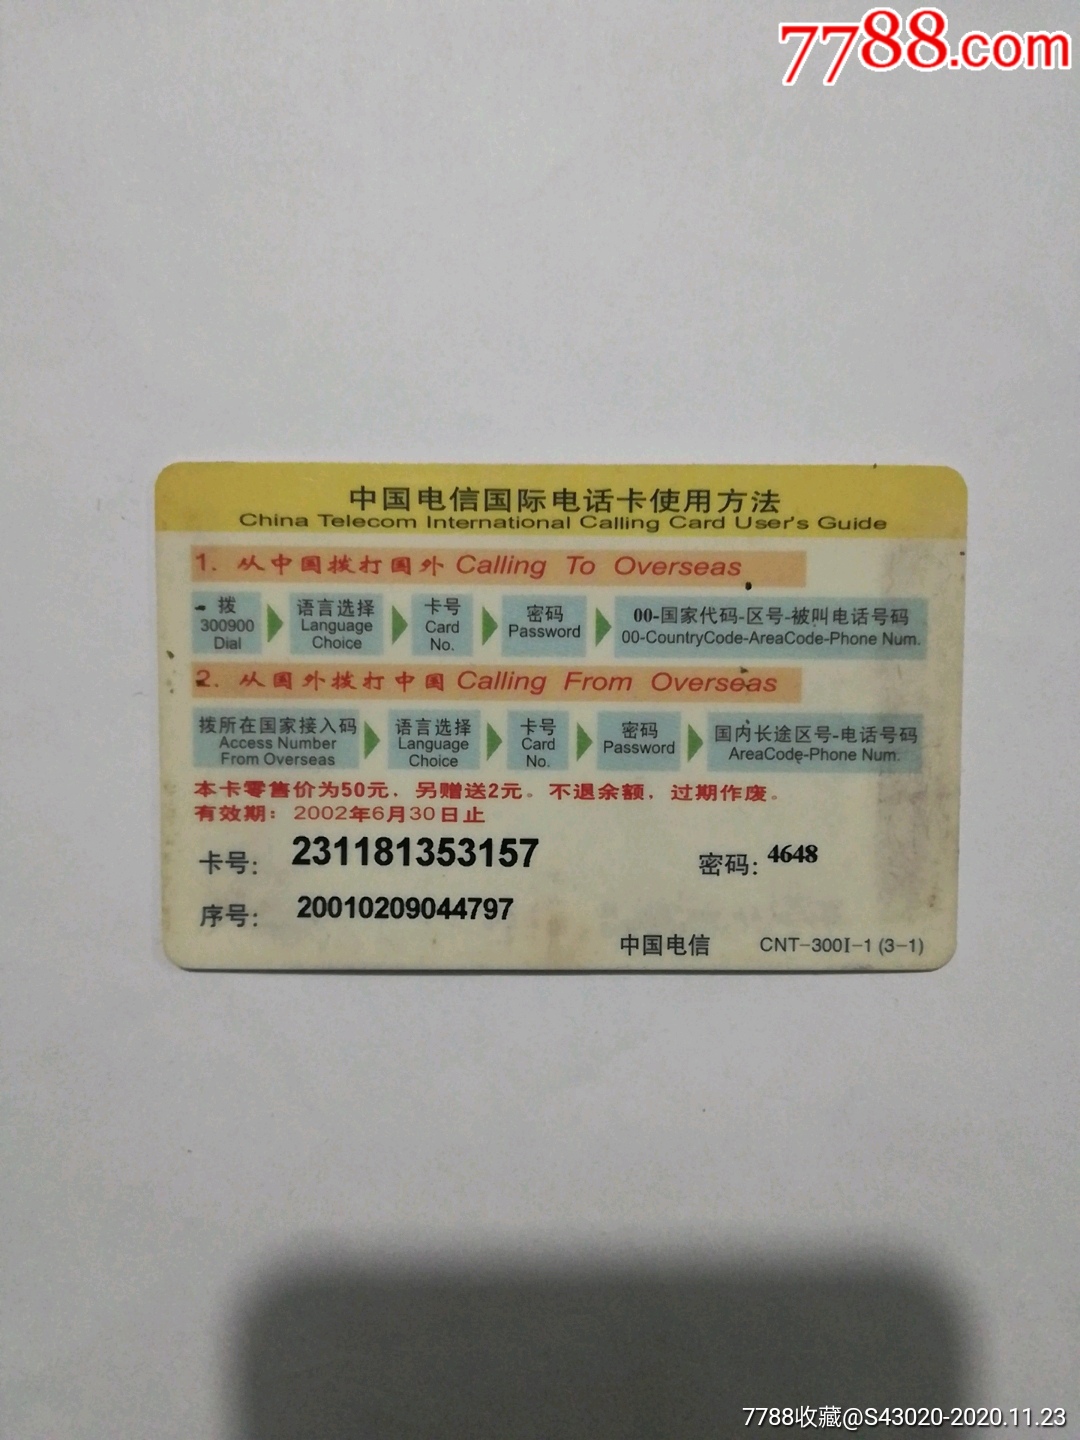 7788.com
中国电信国际电话卡使用方法
China Telecom International Calling Card User's Guide
1. 从中国拨打国外 Calling To Overseas
拨
300900
Dial
语言选择
Language
Choice
卡号
Card
No.
密码
Password
00-国家代码-区号-被叫电话号码
00-CountryCode-AreaCode-Phone Num.
2. 从国外拨打中国 Calling From Overseas
拨所在国家接入码
Access Number
From Overseas
语言选择
Language
Choice
卡号
Card
No.
密码
Password
国内长途区号-电话号码
AreaCode-Phone Num.
本卡零售价为50元，另赠送2元。不退余额，过期作废。
有效期：2002年6月30日止
卡号：231181353157 密码：4648
序号：20010209044797
中国电信 CNT-300I-1 (3-1)
7788收藏@S43020-2020.11.23